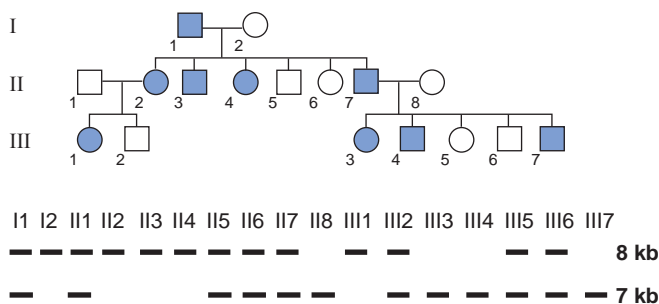 I
1 2
II
1 2 3 4 5 6 7 8
III
1 2 3 4 5 6 7
I1 I2 II1 II2 II3 II4 II5 II6 II7 II8 III1 III2 III3 III4 III5 III6 III7
8 kb
7 kb